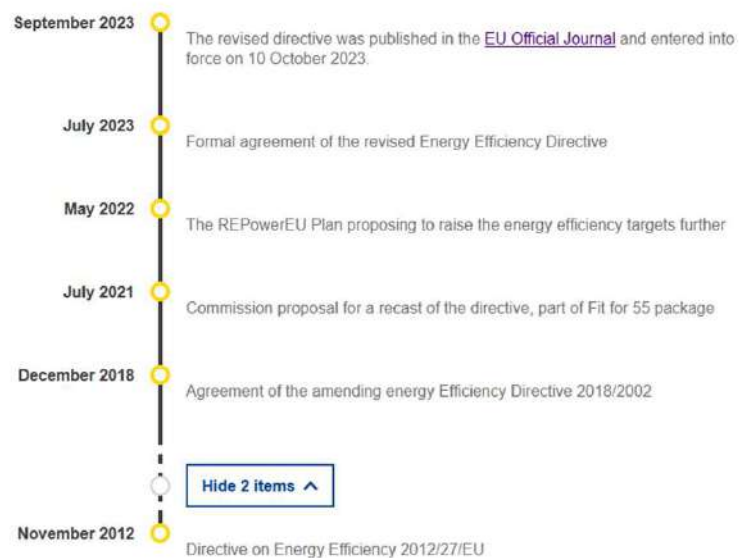 September 2023
The revised directive was published in the EU Official Journal and entered into
force on 10 October 2023.
July 2023
Formal agreement of the revised Energy Efficiency Directive
May 2022
The REPowerEU Plan proposing to raise the energy efficiency targets further
July 2021
Commission proposal for a recast of the directive, part of Fit for 55 package
December 2018
Agreement of the amending energy Efficiency Directive 2018/2002
Hide 2 items
November 2012
Directive on Energy Efficiency 2012/27/EU